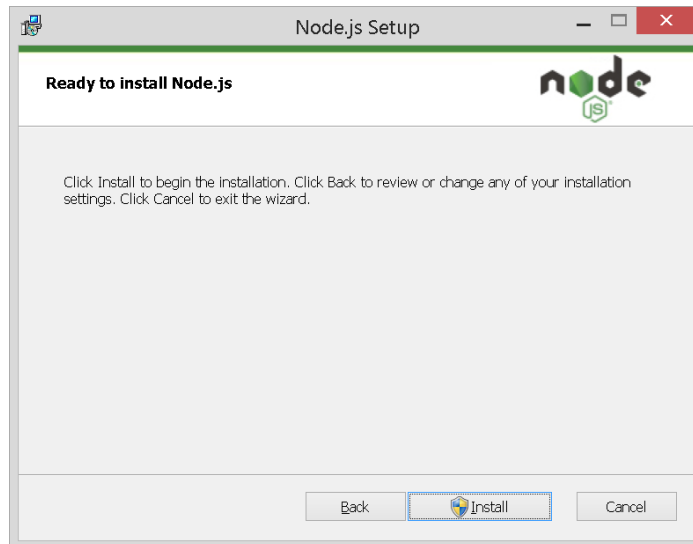 Node.js Setup
Ready to install Node.js
node
JS
Click Install to begin the installation. Click Back to review or change any of your installation
settings. Click Cancel to exit the wizard.
Back
Install
Cancel